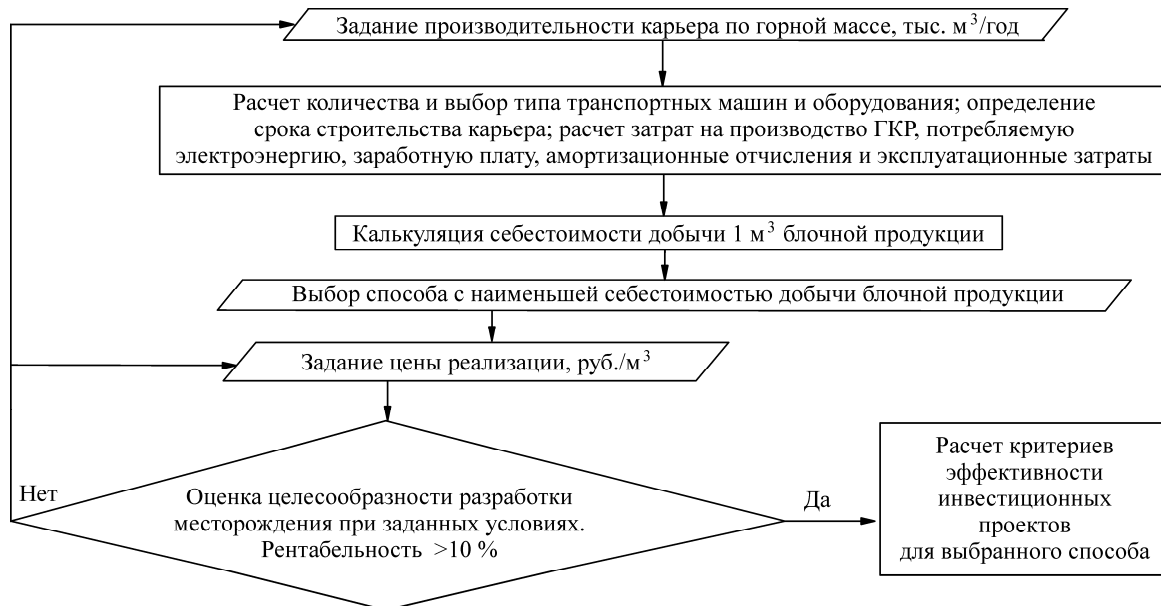 Задание производительности карьера по горной массе, тыс. м³/год
Расчет количества и выбор типа транспортных машин и оборудования; определение
срока строительства карьера; расчет затрат на производство ГКР, потребляемую
электроэнергию, заработную плату, амортизационные отчисления и эксплуатационные затраты
Калькуляция себестоимости добычи 1 м³ блочной продукции
Выбор способа с наименьшей себестоимостью добычи блочной продукции
Задание цены реализации, руб./м³
Нет
Оценка целесообразности разработки
месторождения при заданных условиях.
Рентабельность >10 %
Да
Расчет критериев
эффективности
инвестиционных
проектов
для выбранного способа